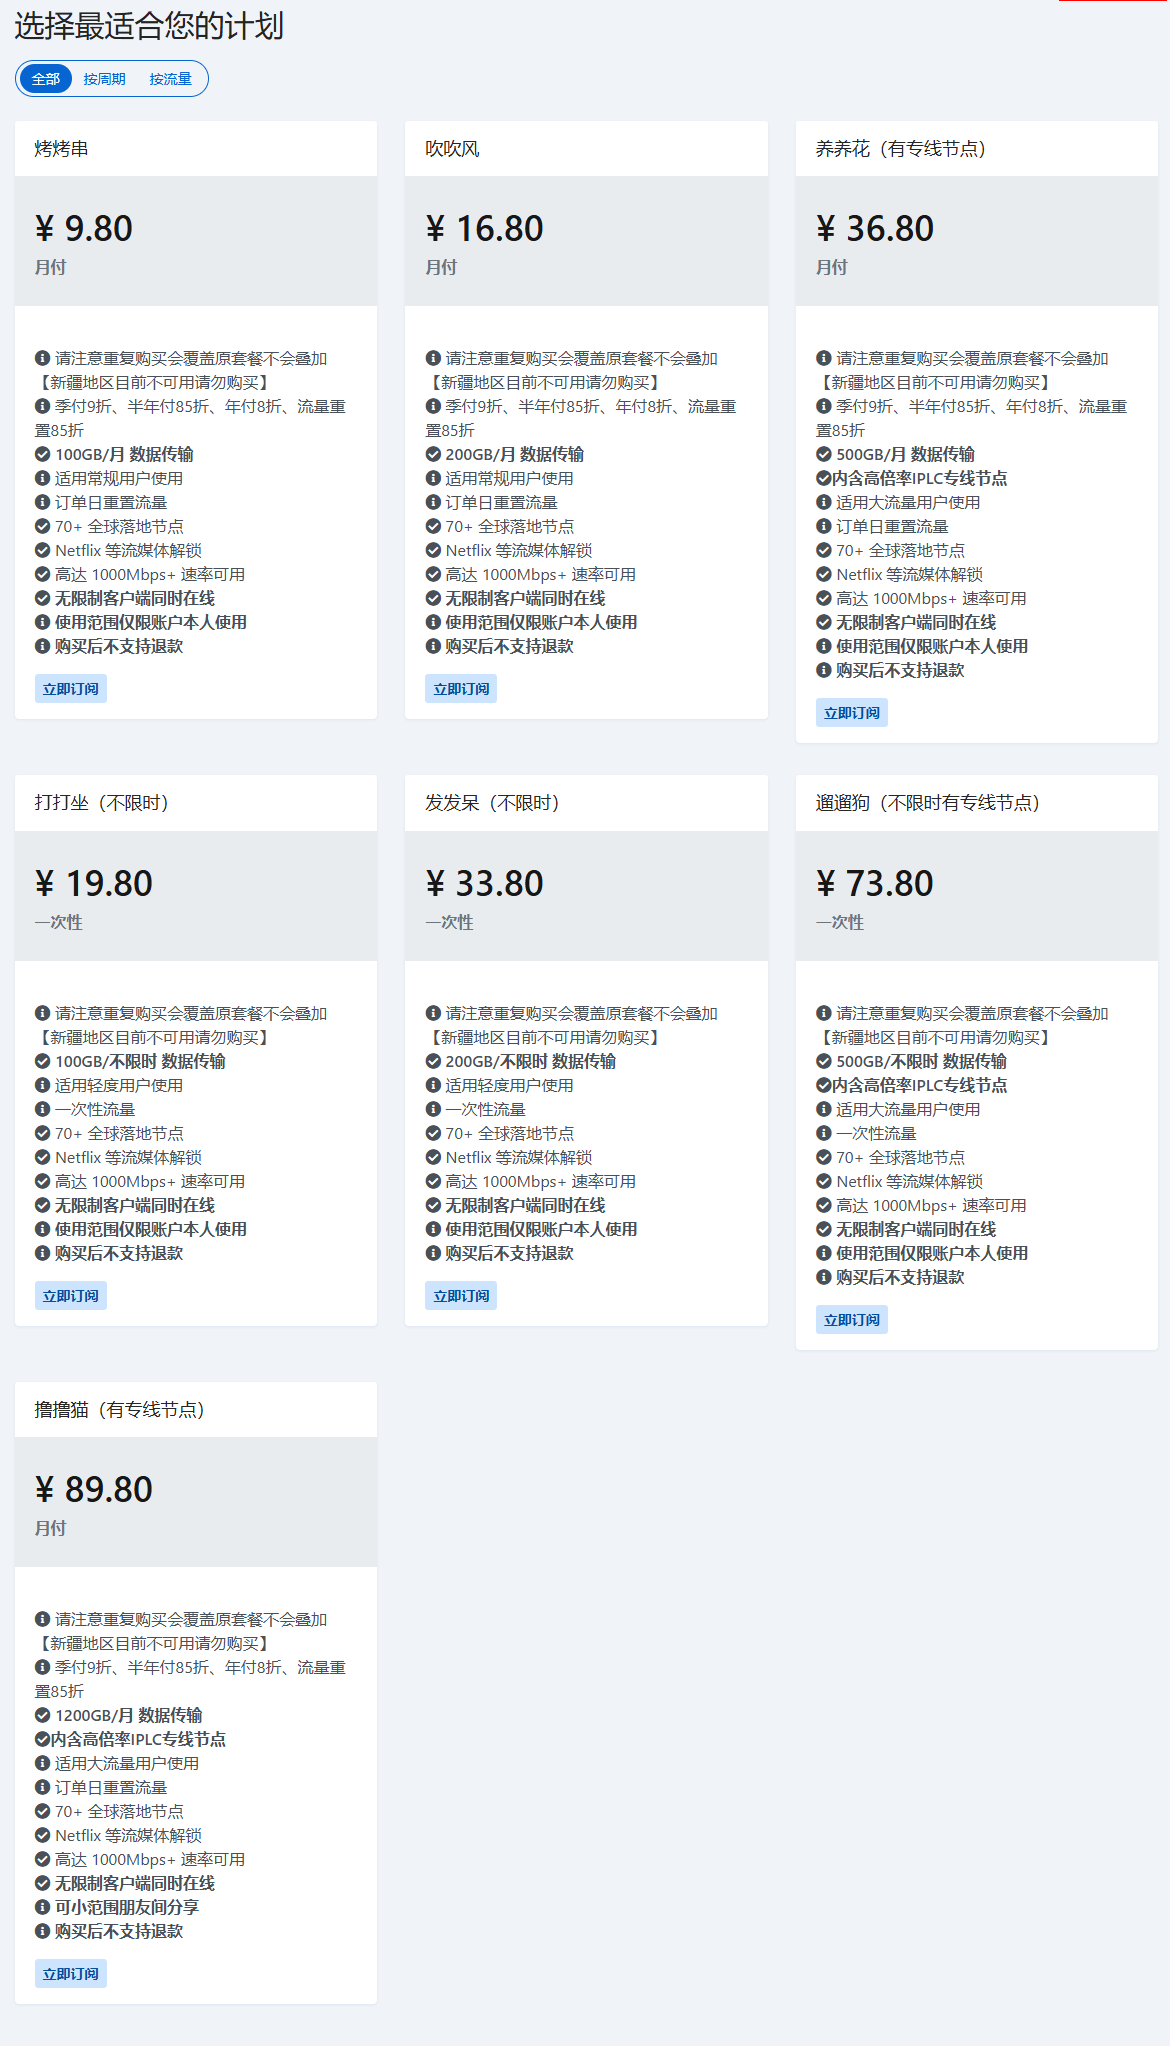 选择最适合您的计划
全部
按周期
按流量
烤烤串
¥ 9.80
月付
请注意重复购买会覆盖原套餐不会叠加
【新疆地区目前不可用请勿购买】
季付9折、半年付85折、年付8折、流量重
置85折
100GB/月 数据传输
适用常规用户使用
订单日重置流量
70+ 全球落地节点
Netflix 等流媒体解锁
高达 1000Mbps+ 速率可用
无限制客户端同时在线
使用范围仅限账户本人使用
购买后不支持退款
立即订阅
吹吹风
¥ 16.80
月付
请注意重复购买会覆盖原套餐不会叠加
【新疆地区目前不可用请勿购买】
季付9折、半年付85折、年付8折、流量重
置85折
200GB/月 数据传输
适用常规用户使用
订单日重置流量
70+ 全球落地节点
Netflix 等流媒体解锁
高达 1000Mbps+ 速率可用
无限制客户端同时在线
使用范围仅限账户本人使用
购买后不支持退款
立即订阅
养养花（有专线节点）
¥ 36.80
月付
请注意重复购买会覆盖原套餐不会叠加
【新疆地区目前不可用请勿购买】
季付9折、半年付85折、年付8折、流量重
置85折
500GB/月 数据传输
内含高倍率IPLC专线节点
适用大流量用户使用
订单日重置流量
70+ 全球落地节点
Netflix 等流媒体解锁
高达 1000Mbps+ 速率可用
无限制客户端同时在线
使用范围仅限账户本人使用
购买后不支持退款
立即订阅
打打坐（不限时）
¥ 19.80
一次性
请注意重复购买会覆盖原套餐不会叠加
【新疆地区目前不可用请勿购买】
100GB/不限时 数据传输
适用轻度用户使用
一次性流量
70+ 全球落地节点
Netflix 等流媒体解锁
高达 1000Mbps+ 速率可用
无限制客户端同时在线
使用范围仅限账户本人使用
购买后不支持退款
立即订阅
发发呆（不限时）
¥ 33.80
一次性
请注意重复购买会覆盖原套餐不会叠加
【新疆地区目前不可用请勿购买】
200GB/不限时 数据传输
适用轻度用户使用
一次性流量
70+ 全球落地节点
Netflix 等流媒体解锁
高达 1000Mbps+ 速率可用
无限制客户端同时在线
使用范围仅限账户本人使用
购买后不支持退款
立即订阅
遛遛狗（不限时有专线节点）
¥ 73.80
一次性
请注意重复购买会覆盖原套餐不会叠加
【新疆地区目前不可用请勿购买】
500GB/不限时 数据传输
内含高倍率IPLC专线节点
适用大流量用户使用
一次性流量
70+ 全球落地节点
Netflix 等流媒体解锁
高达 1000Mbps+ 速率可用
无限制客户端同时在线
使用范围仅限账户本人使用
购买后不支持退款
立即订阅
撸撸猫（有专线节点）
¥ 89.80
月付
请注意重复购买会覆盖原套餐不会叠加
【新疆地区目前不可用请勿购买】
季付9折、半年付85折、年付8折、流量重
置85折
1200GB/月 数据传输
内含高倍率IPLC专线节点
适用大流量用户使用
订单日重置流量
70+ 全球落地节点
Netflix 等流媒体解锁
高达 1000Mbps+ 速率可用
无限制客户端同时在线
可小范围朋友间分享
购买后不支持退款
立即订阅